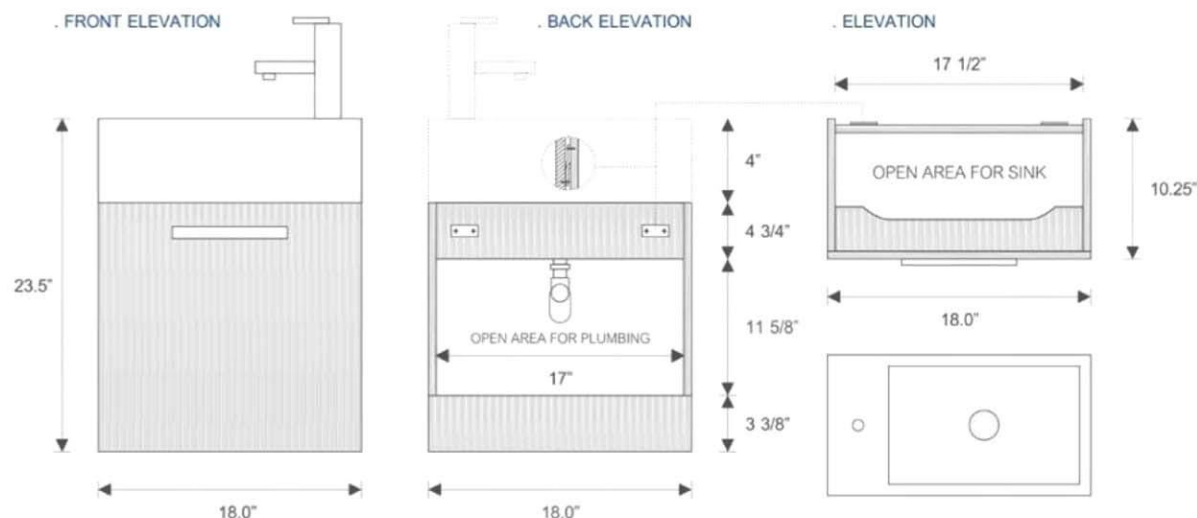 . FRONT ELEVATION
23.5"
18.0"
. BACK ELEVATION
4"
4 3/4"
11 5/8"
3 3/8"
OPEN AREA FOR PLUMBING
17"
18.0"
. ELEVATION
17 1/2"
OPEN AREA FOR SINK
10.25"
18.0"